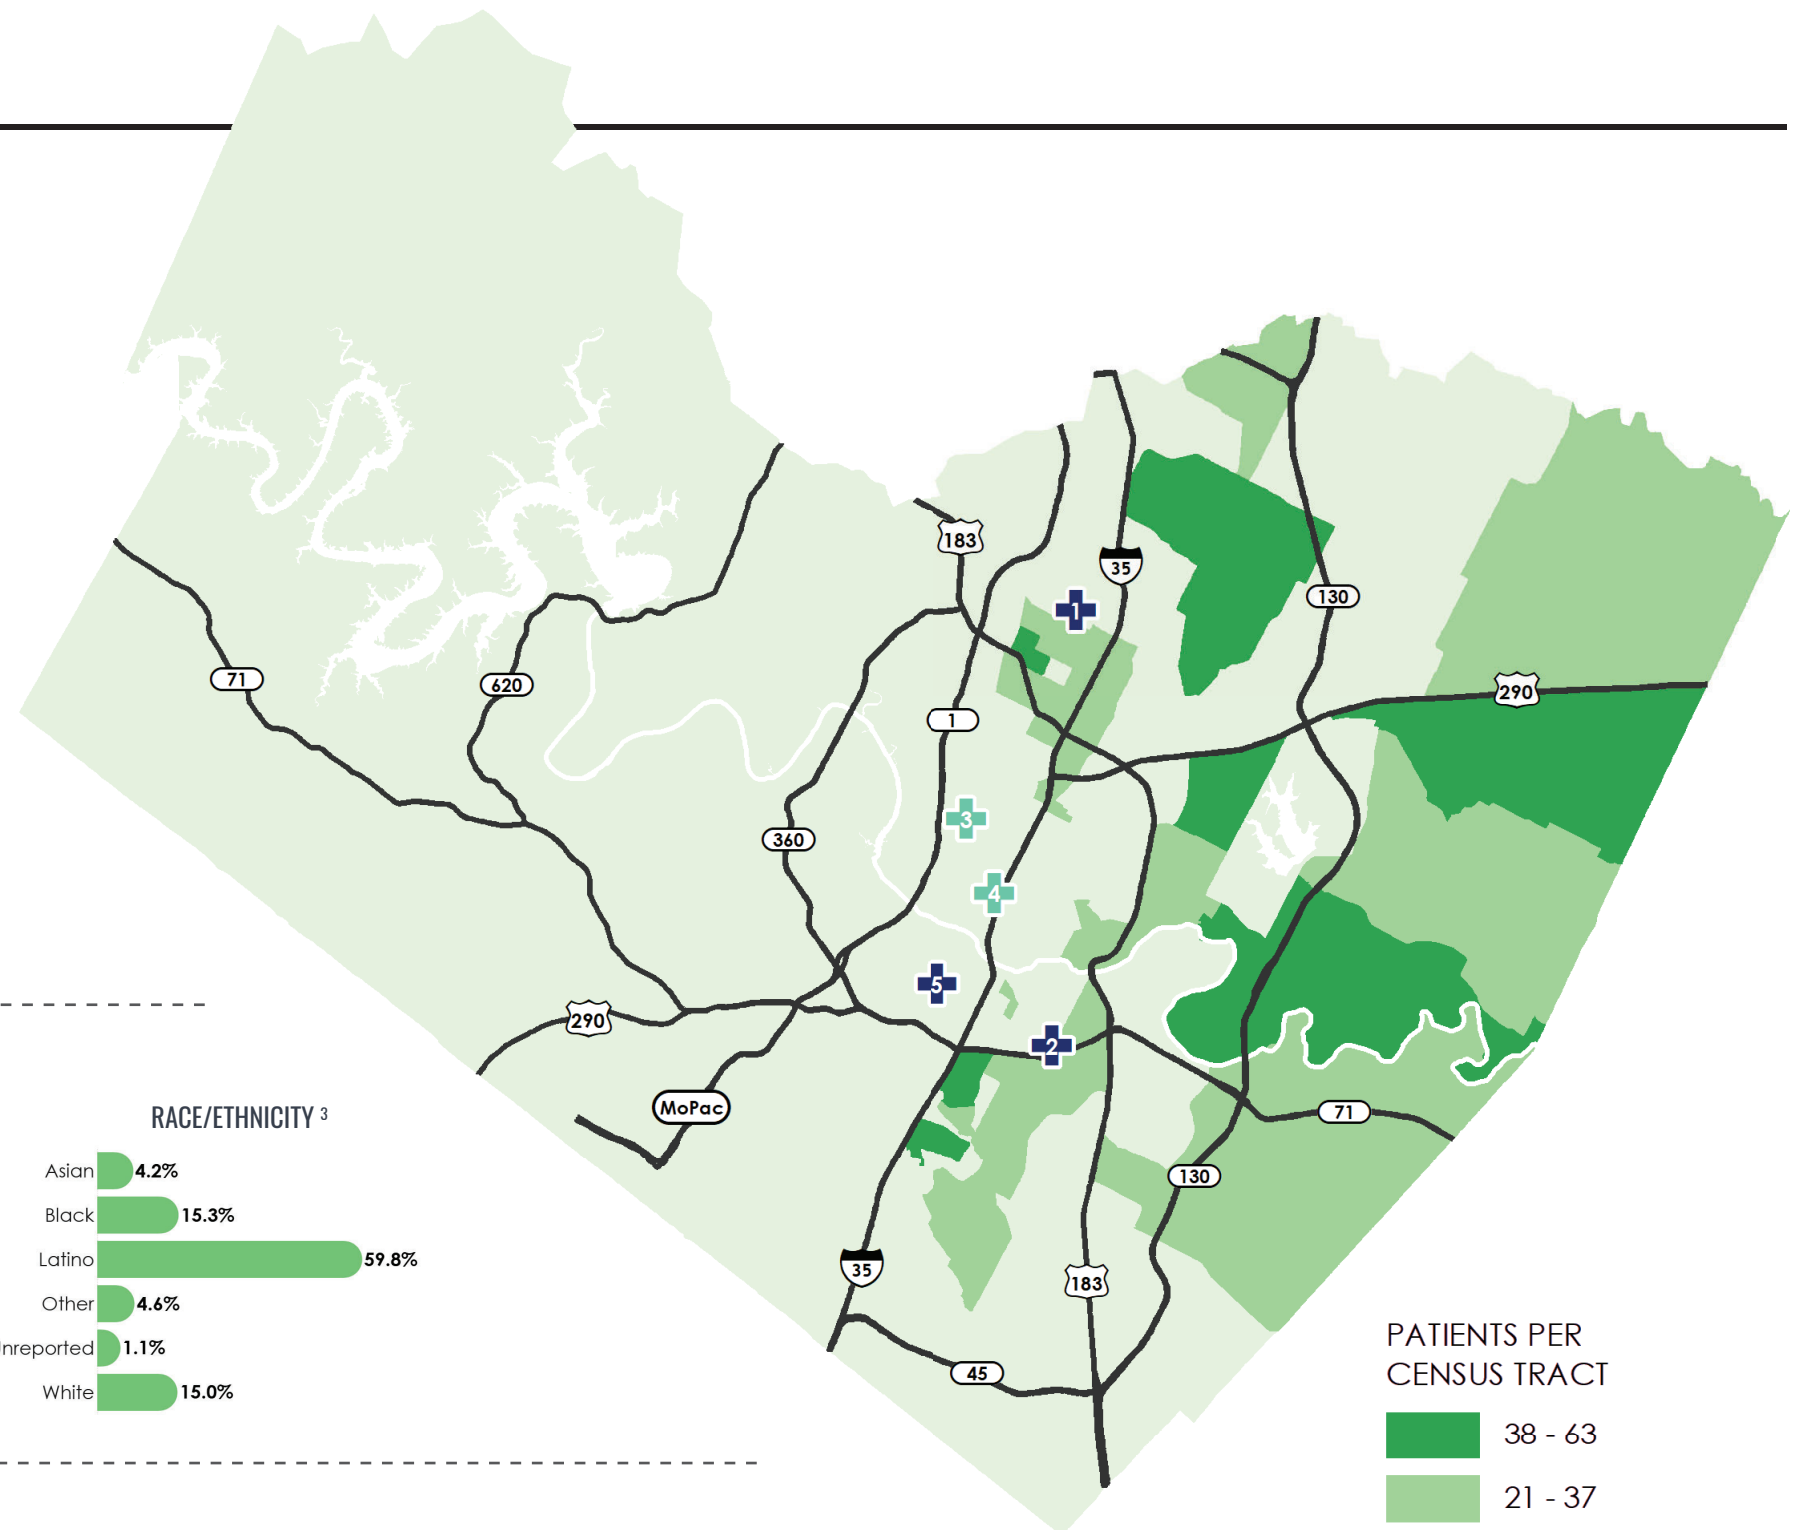 183
35
1
130
71
620
290
1
3
360
4
5
290
2
MoPac
71
RACE/ETHNICITY 3
Asian 4.2%
Black 15.3%
130
Latino 59.8%
35
183
Other 4.6%
nreported 1.1%
45
White 15.0%
PATIENTS PER
CENSUS TRACT
38 - 63
21 - 37